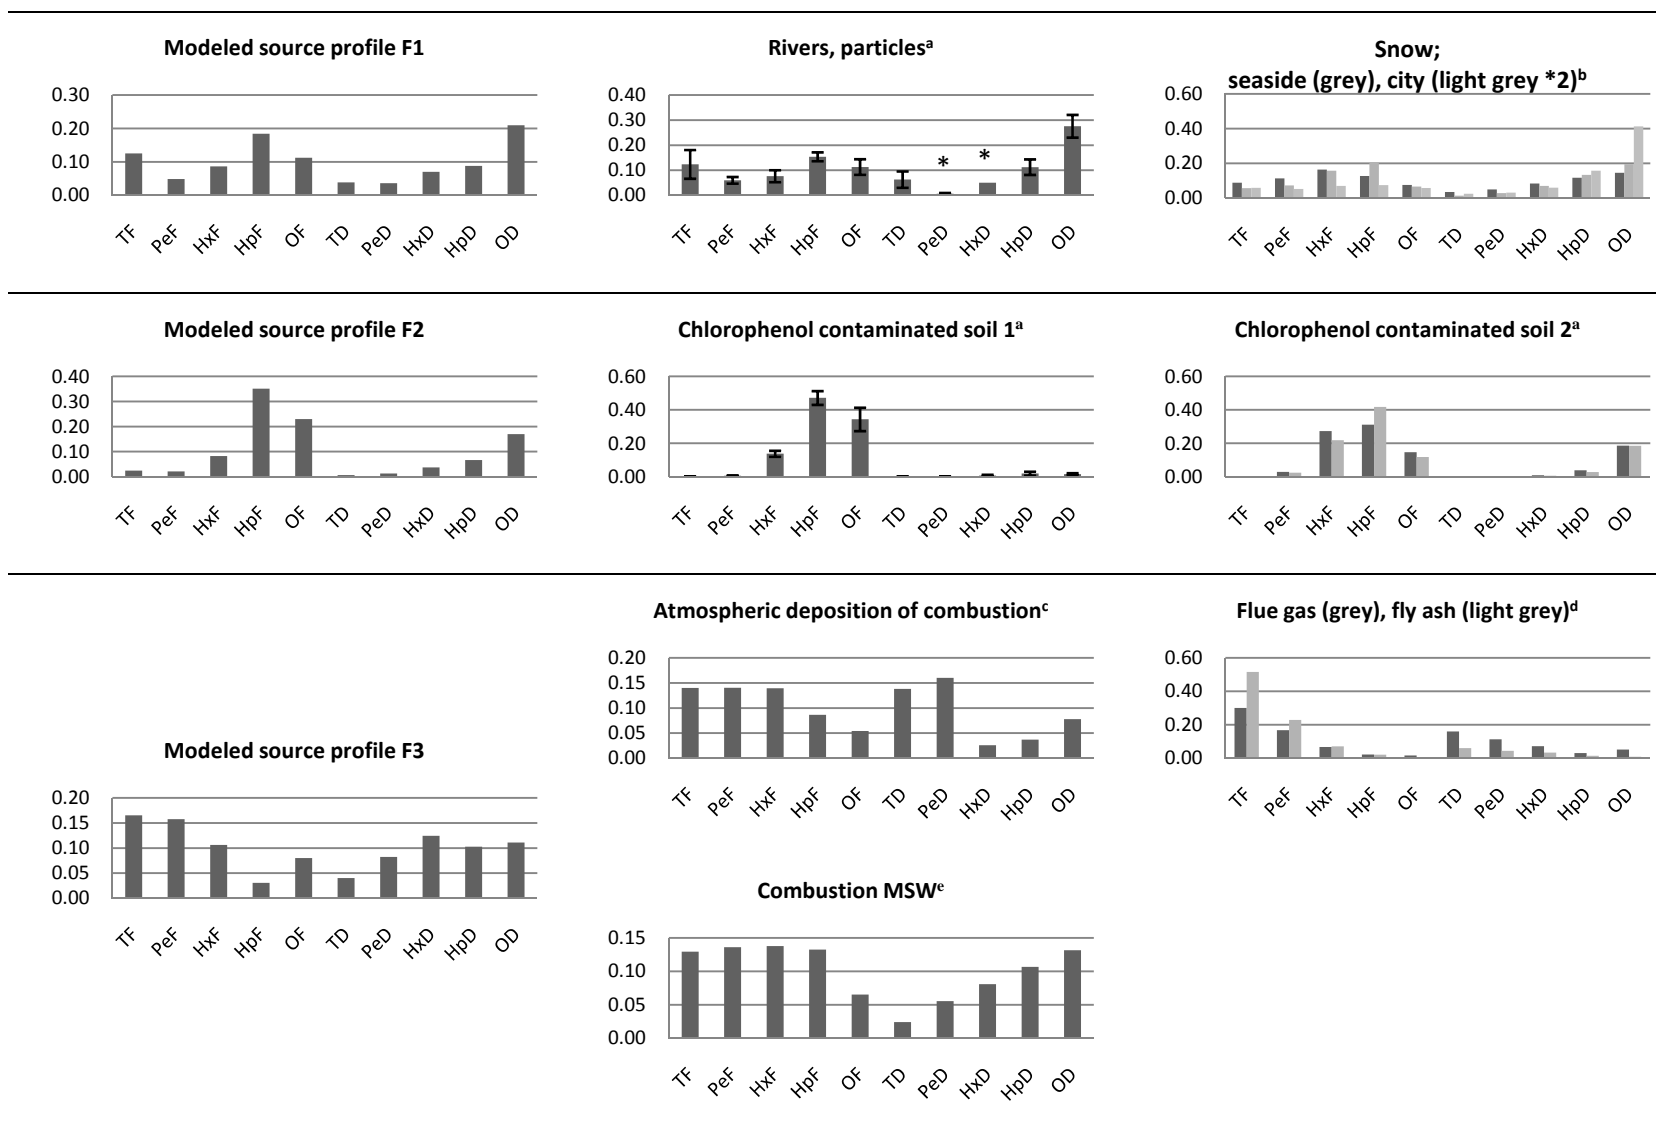 Modeled source profile F1
0.30
0.20
0.10
0.00
TF PeF HxF HpF OF TD PeD HxD HpD OD
Rivers, particlesᵃ
0.40
0.30
0.20
0.10
0.00
* *
TF PeF HxF HpF OF TD PeD HxD HpD OD
Snow;
seaside (grey), city (light grey *2)ᵇ
0.60
0.40
0.20
0.00
TF PeF HxF HpF OF TD PeD HxD HpD OD
Modeled source profile F2
0.40
0.30
0.20
0.10
0.00
TF PeF HxF HpF OF TD PeD HxD HpD OD
Chlorophenol contaminated soil 1ᵃ
0.60
0.40
0.20
0.00
TF PeF HxF HpF OF TD PeD HxD HpD OD
Chlorophenol contaminated soil 2ᵃ
0.60
0.40
0.20
0.00
TF PeF HxF HpF OF TD PeD HxD HpD OD
Modeled source profile F3
0.20
0.15
0.10
0.05
0.00
TF PeF HxF HpF OF TD PeD HxD HpD OD
Atmospheric deposition of combustionᶜ
0.20
0.15
0.10
0.05
0.00
TF PeF HxF HpF OF TD PeD HxD HpD OD
Flue gas (grey), fly ash (light grey)ᵈ
0.60
0.40
0.20
0.00
TF PeF HxF HpF OF TD PeD HxD HpD OD
Combustion MSWᵉ
0.15
0.10
0.05
0.00
TF PeF HxF HpF OF TD PeD HxD HpD OD